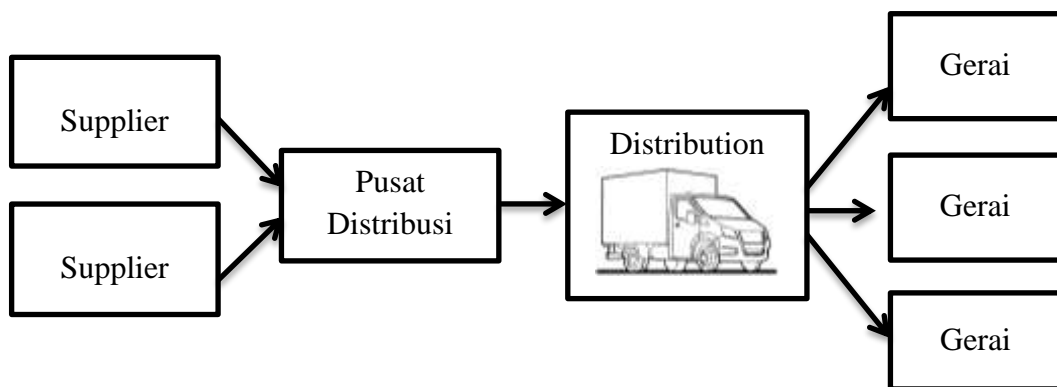 Supplier
Supplier
Pusat
Distribusi
Distribution
Gerai
Gerai
Gerai